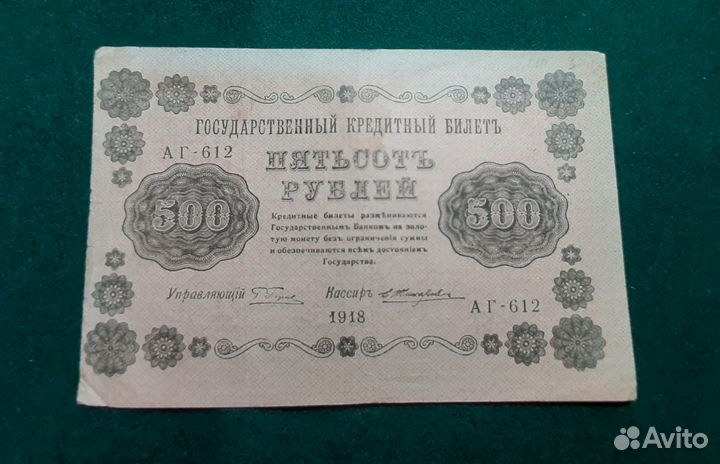 ГОСУДАРСТВЕННЫЙ КРЕДИТНЫЙ БИЛЕТЪ
АГ-612
ПЯТЬСОТЪ
РУБЛЕЙ
500
500
Кредитные билеты размѣниваются
Государственнымъ Банкомъ на золо-
тую монету безъ ограниченія суммы
и обезпечиваются всѣмъ достояніемъ
Государства.
Управляющій
Кассиръ
1918
АГ-612
Avito